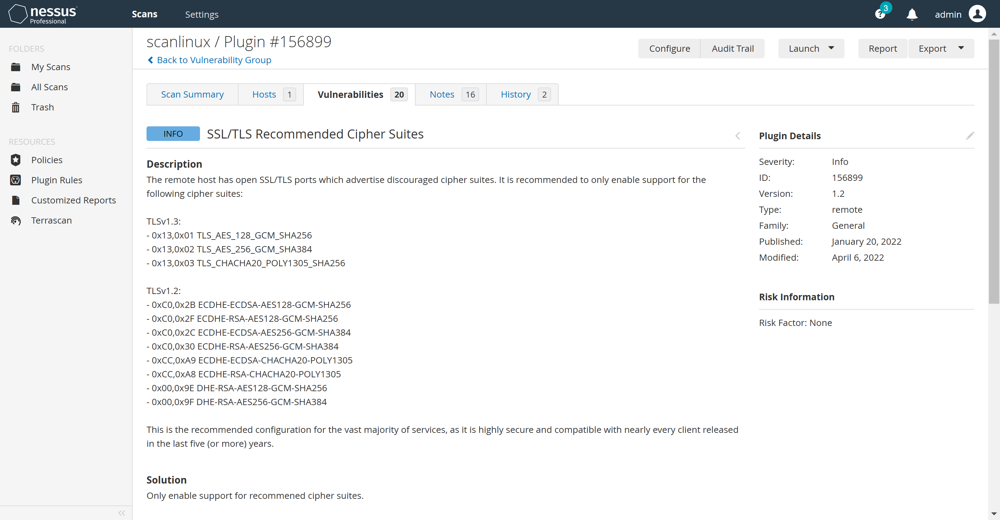 nessus
Professional
Scans
Settings
?
3
admin
FOLDERS
My Scans
All Scans
Trash
RESOURCES
Policies
Plugin Rules
Customized Reports
Terrascan
scanlinux / Plugin #156899
Back to Vulnerability Group
Configure
Audit Trail
Launch
Report
Export
Scan Summary
Hosts 1
Vulnerabilities 20
Notes 16
History 2
INFO SSL/TLS Recommended Cipher Suites
Description
The remote host has open SSL/TLS ports which advertise discouraged cipher suites. It is recommended to only enable support for the
following cipher suites:
TLSv1.3:
- 0x13,0x01 TLS_AES_128_GCM_SHA256
- 0x13,0x02 TLS_AES_256_GCM_SHA384
- 0x13,0x03 TLS_CHACHA20_POLY1305_SHA256
TLSv1.2:
- 0xC0,0x2B ECDHE-ECDSA-AES128-GCM-SHA256
- 0xC0,0x2F ECDHE-RSA-AES128-GCM-SHA256
- 0xC0,0x2C ECDHE-ECDSA-AES256-GCM-SHA384
- 0xC0,0x30 ECDHE-RSA-AES256-GCM-SHA384
- 0xCC,0xA9 ECDHE-ECDSA-CHACHA20-POLY1305
- 0xCC,0xA8 ECDHE-RSA-CHACHA20-POLY1305
- 0x00,0x9E DHE-RSA-AES128-GCM-SHA256
- 0x00,0x9F DHE-RSA-AES256-GCM-SHA384
This is the recommended configuration for the vast majority of services, as it is highly secure and compatible with nearly every client released
in the last five (or more) years.
Solution
Only enable support for recommened cipher suites.
Plugin Details
Severity: Info
ID: 156899
Version: 1.2
Type: remote
Family: General
Published: January 20, 2022
Modified: April 6, 2022
Risk Information
Risk Factor: None